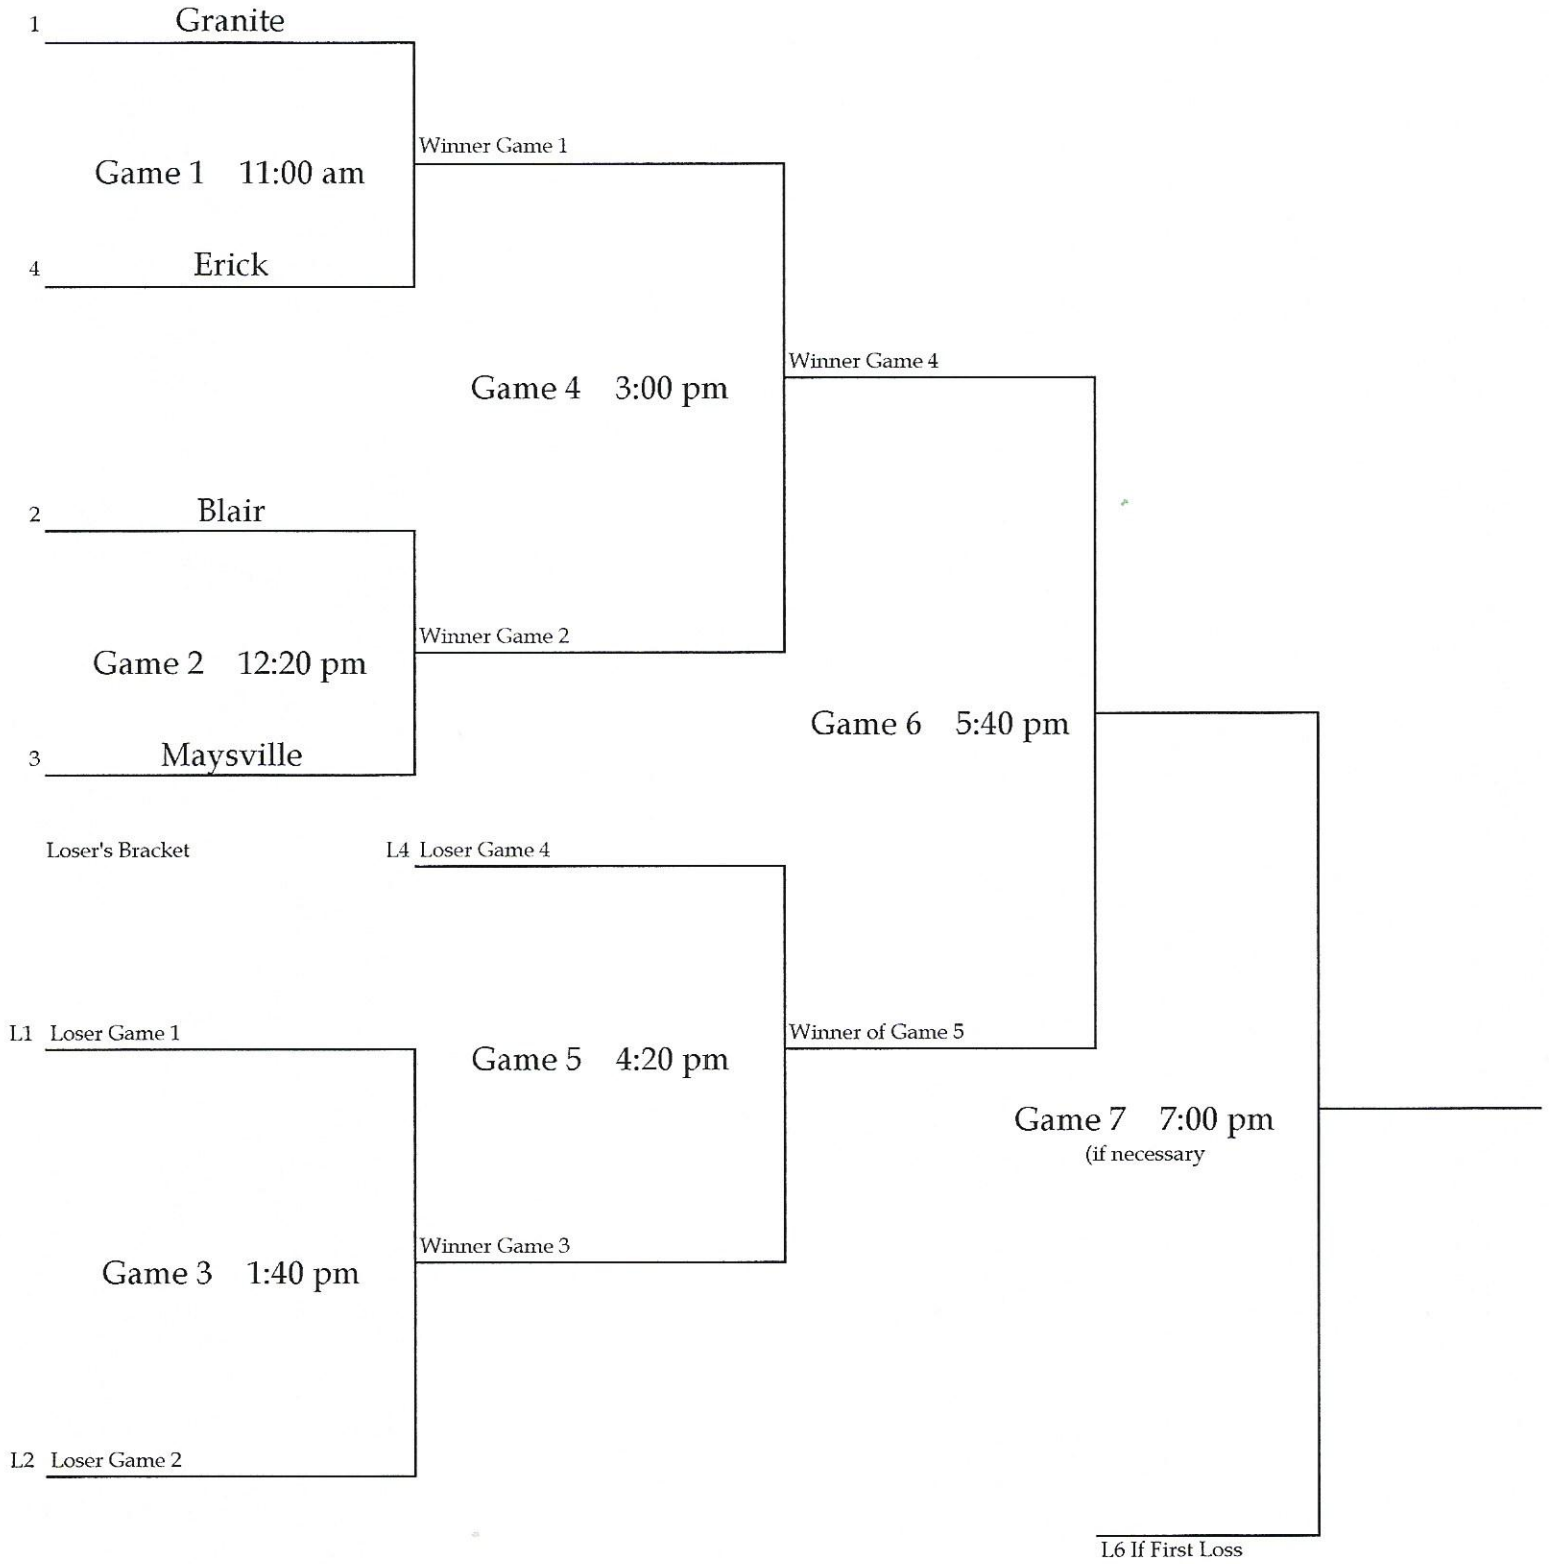 1 Granite
Winner Game 1
Game 1 11:00 am
4 Erick
Winner Game 4
Game 4 3:00 pm
2 Blair
Winner Game 2
Game 2 12:20 pm
Game 6 5:40 pm
3 Maysville
Loser's Bracket
L4 Loser Game 4
L1 Loser Game 1
Winner of Game 5
Game 5 4:20 pm
Game 7 7:00 pm
(if necessary
Winner Game 3
Game 3 1:40 pm
L2 Loser Game 2
L6 If First Loss